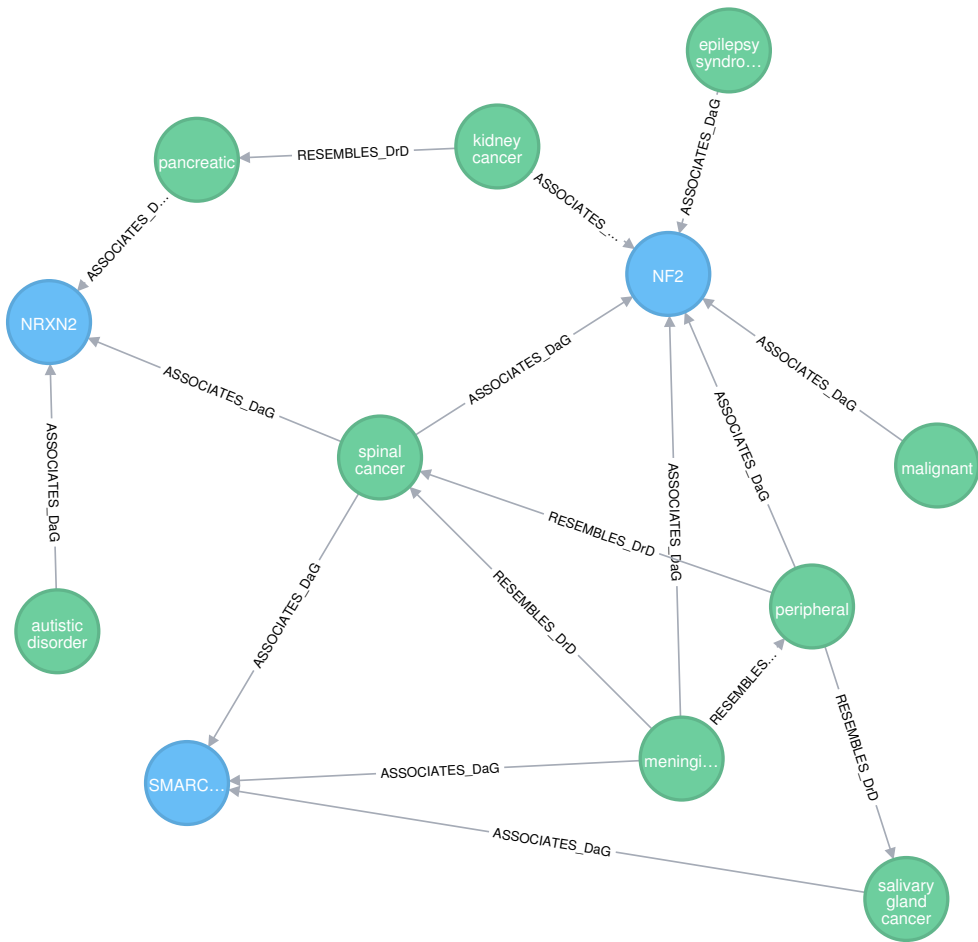 epilepsy
syndro…
ASSOCIATES_DaG
kidney
cancer
RESEMBLES_DrD
pancreatic
ASSOCIATES_…
ASSOCIATES_D…
NF2
NRXN2
ASSOCIATES_DaG
ASSOCIATES_DaG
ASSOCIATES_DaG
ASSOCIATES_DaG
ASSOCIATES_DaG
spinal
cancer
malignant
ASSOCIATES_DaG
ASSOCIATES_DaG
RESEMBLES_DrD
RESEMBLES_DrD
peripheral
autistic
disorder
ASSOCIATES_DaG
RESEMBLES…
RESEMBLES_DrD
meningi…
ASSOCIATES_DaG
SMARC…
ASSOCIATES_DaG
salivary
gland
cancer